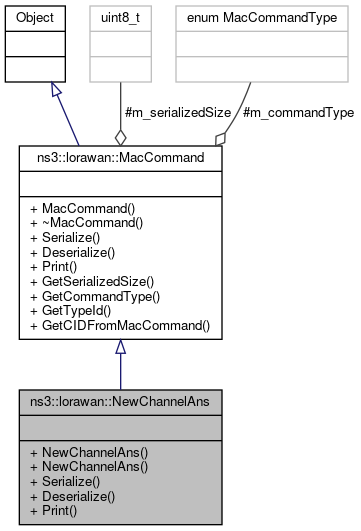 Object
uint8_t
enum MacCommandType
#m_serializedSize
#m_commandType
ns3::lorawan::MacCommand
+ MacCommand()
+ ~MacCommand()
+ Serialize()
+ Deserialize()
+ Print()
+ GetSerializedSize()
+ GetCommandType()
+ GetTypeId()
+ GetCIDFromMacCommand()
ns3::lorawan::NewChannelAns
+ NewChannelAns()
+ NewChannelAns()
+ Serialize()
+ Deserialize()
+ Print()